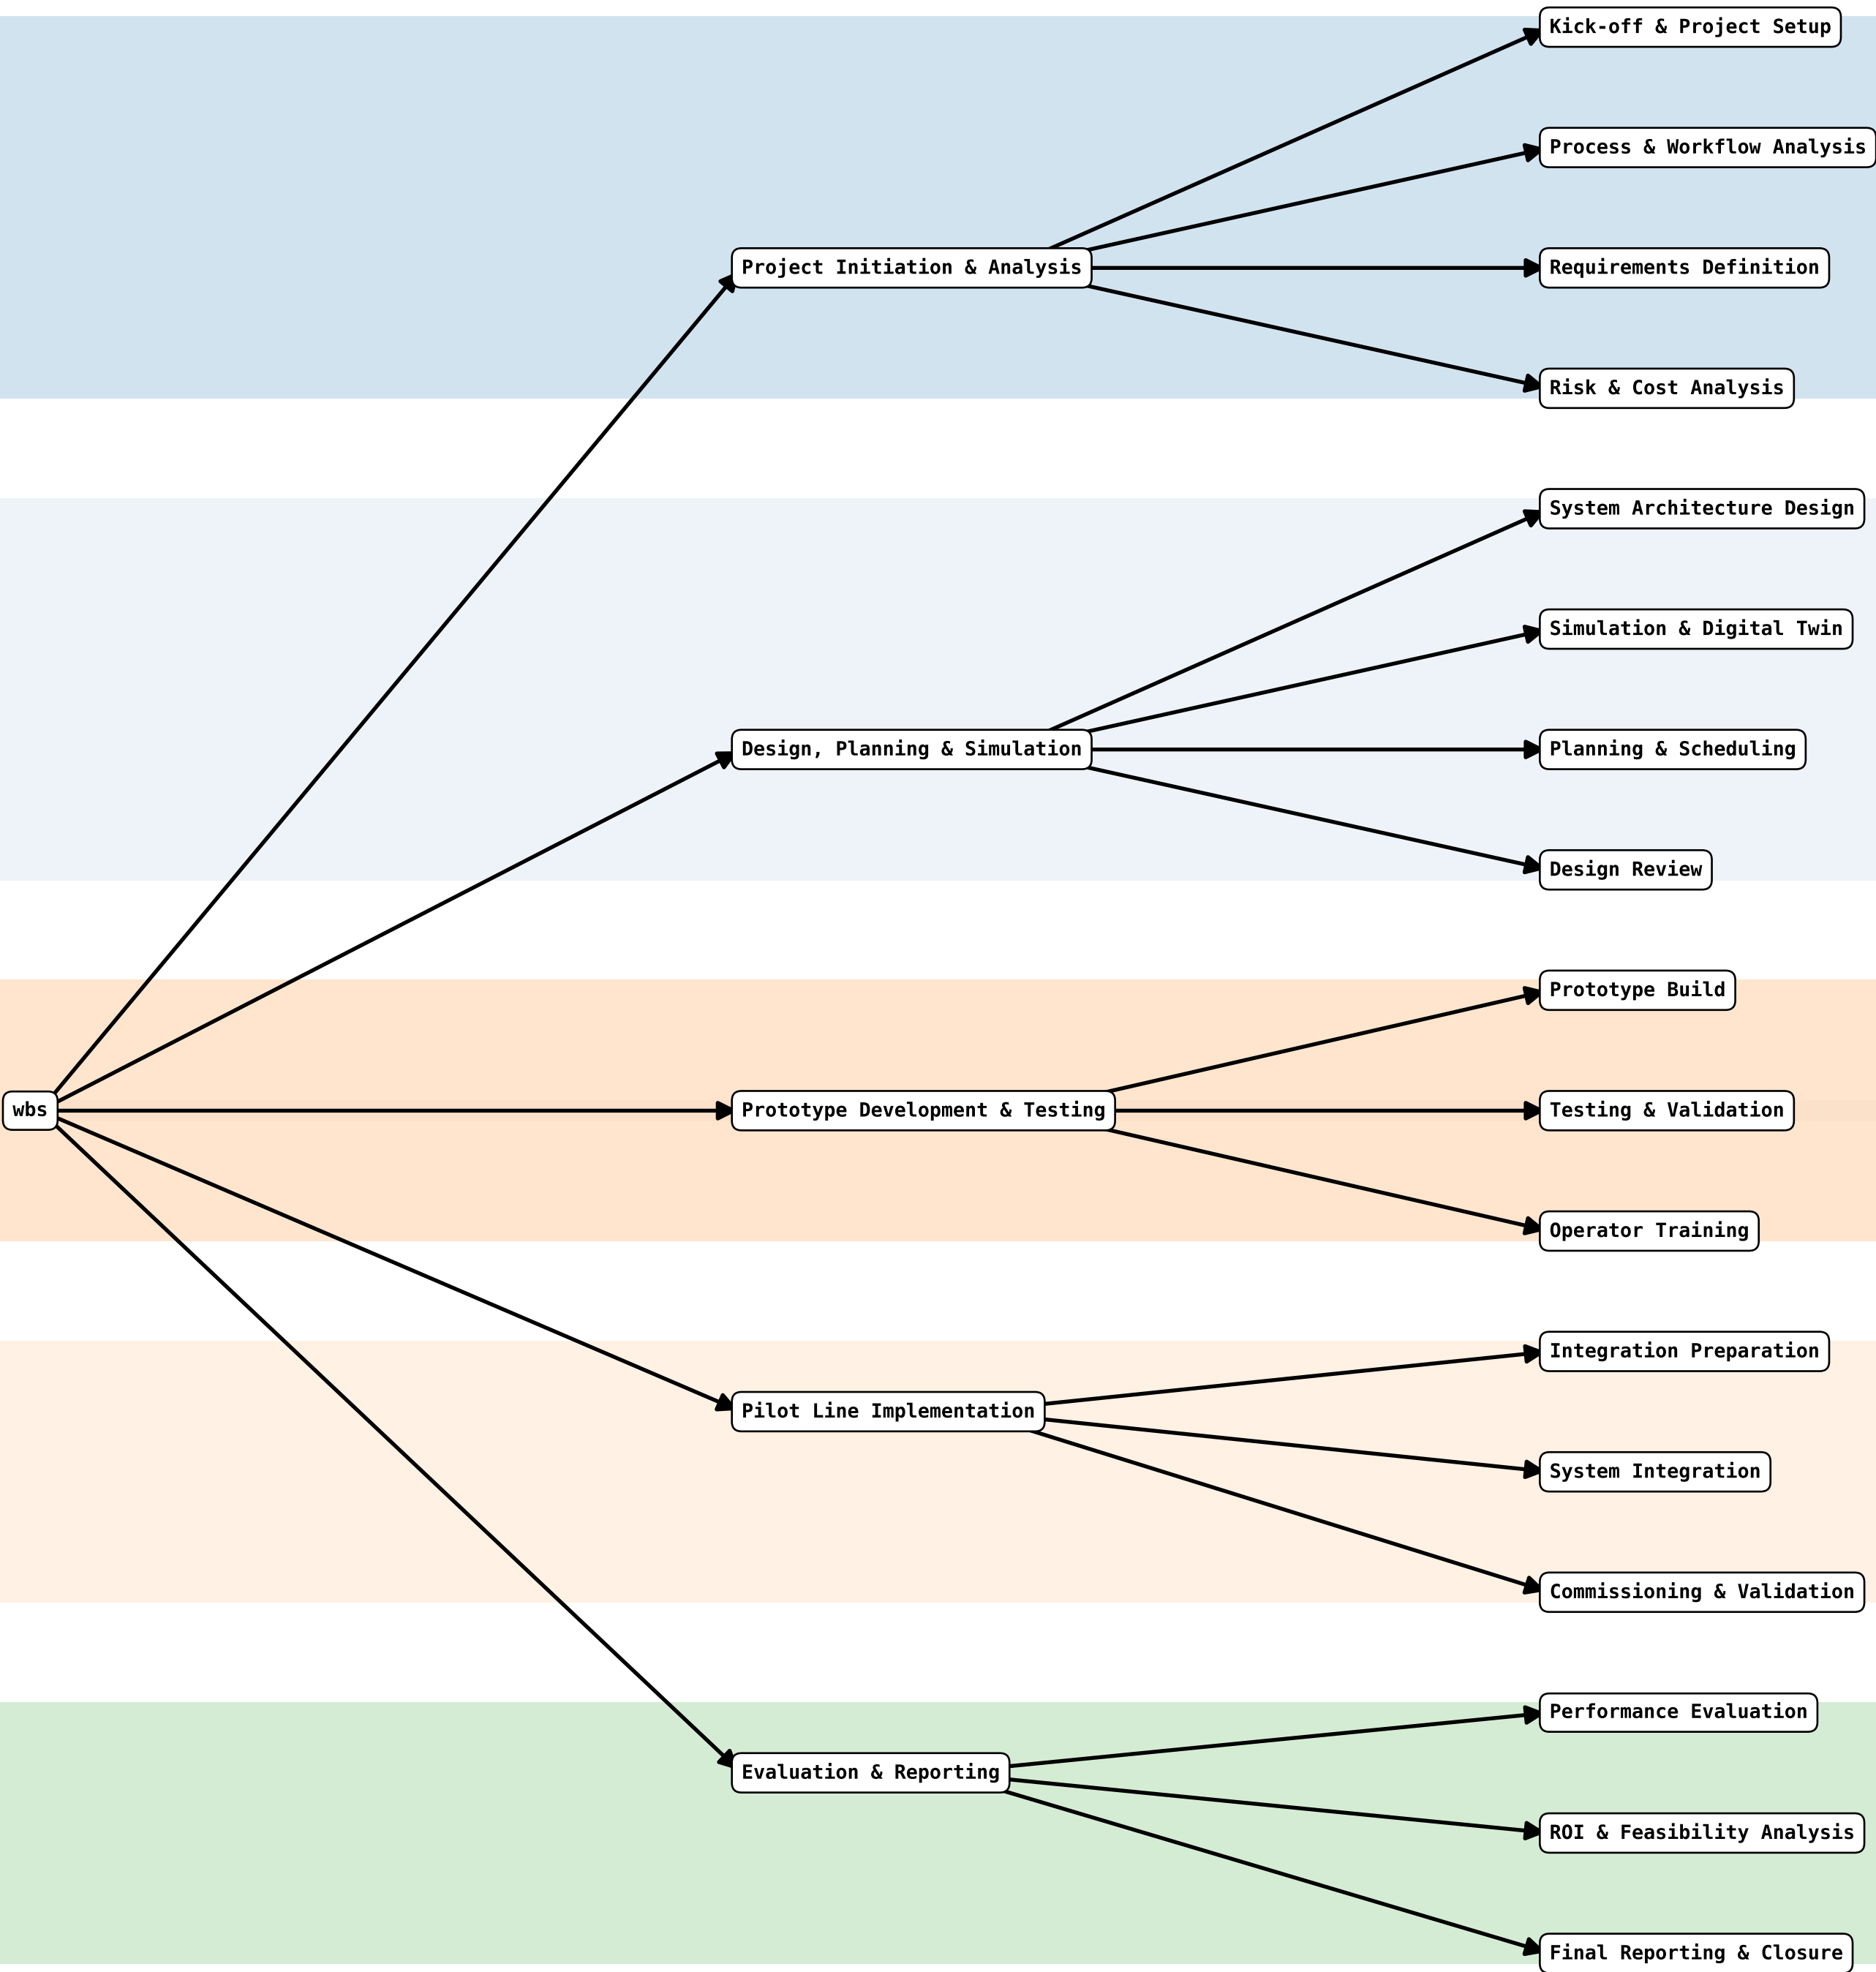 wbs
Project Initiation & Analysis
Kick-off & Project Setup
Process & Workflow Analysis
Requirements Definition
Risk & Cost Analysis
Design, Planning & Simulation
System Architecture Design
Simulation & Digital Twin
Planning & Scheduling
Design Review
Prototype Development & Testing
Prototype Build
Testing & Validation
Operator Training
Pilot Line Implementation
Integration Preparation
System Integration
Commissioning & Validation
Evaluation & Reporting
Performance Evaluation
ROI & Feasibility Analysis
Final Reporting & Closure